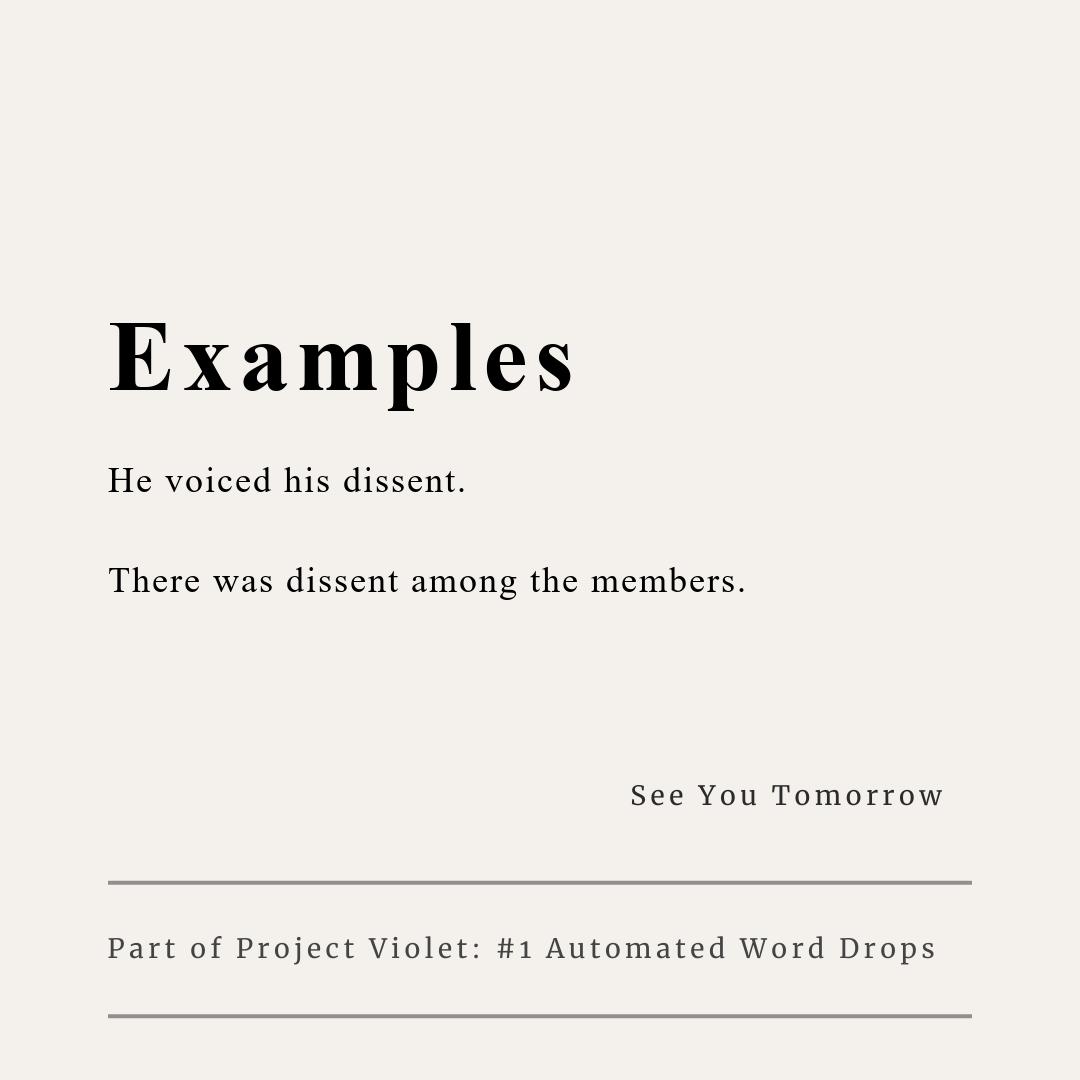 Examples
He voiced his dissent.
There was dissent among the members.
See You Tomorrow
Part of Project Violet: #1 Automated Word Drops